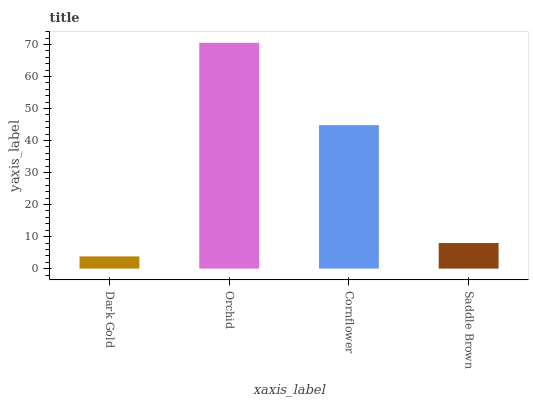 title
70
60
50
40
30
20
10
0
yaxis_label
Dark Gold
Orchid
Cornflower
Saddle Brown
xaxis_label